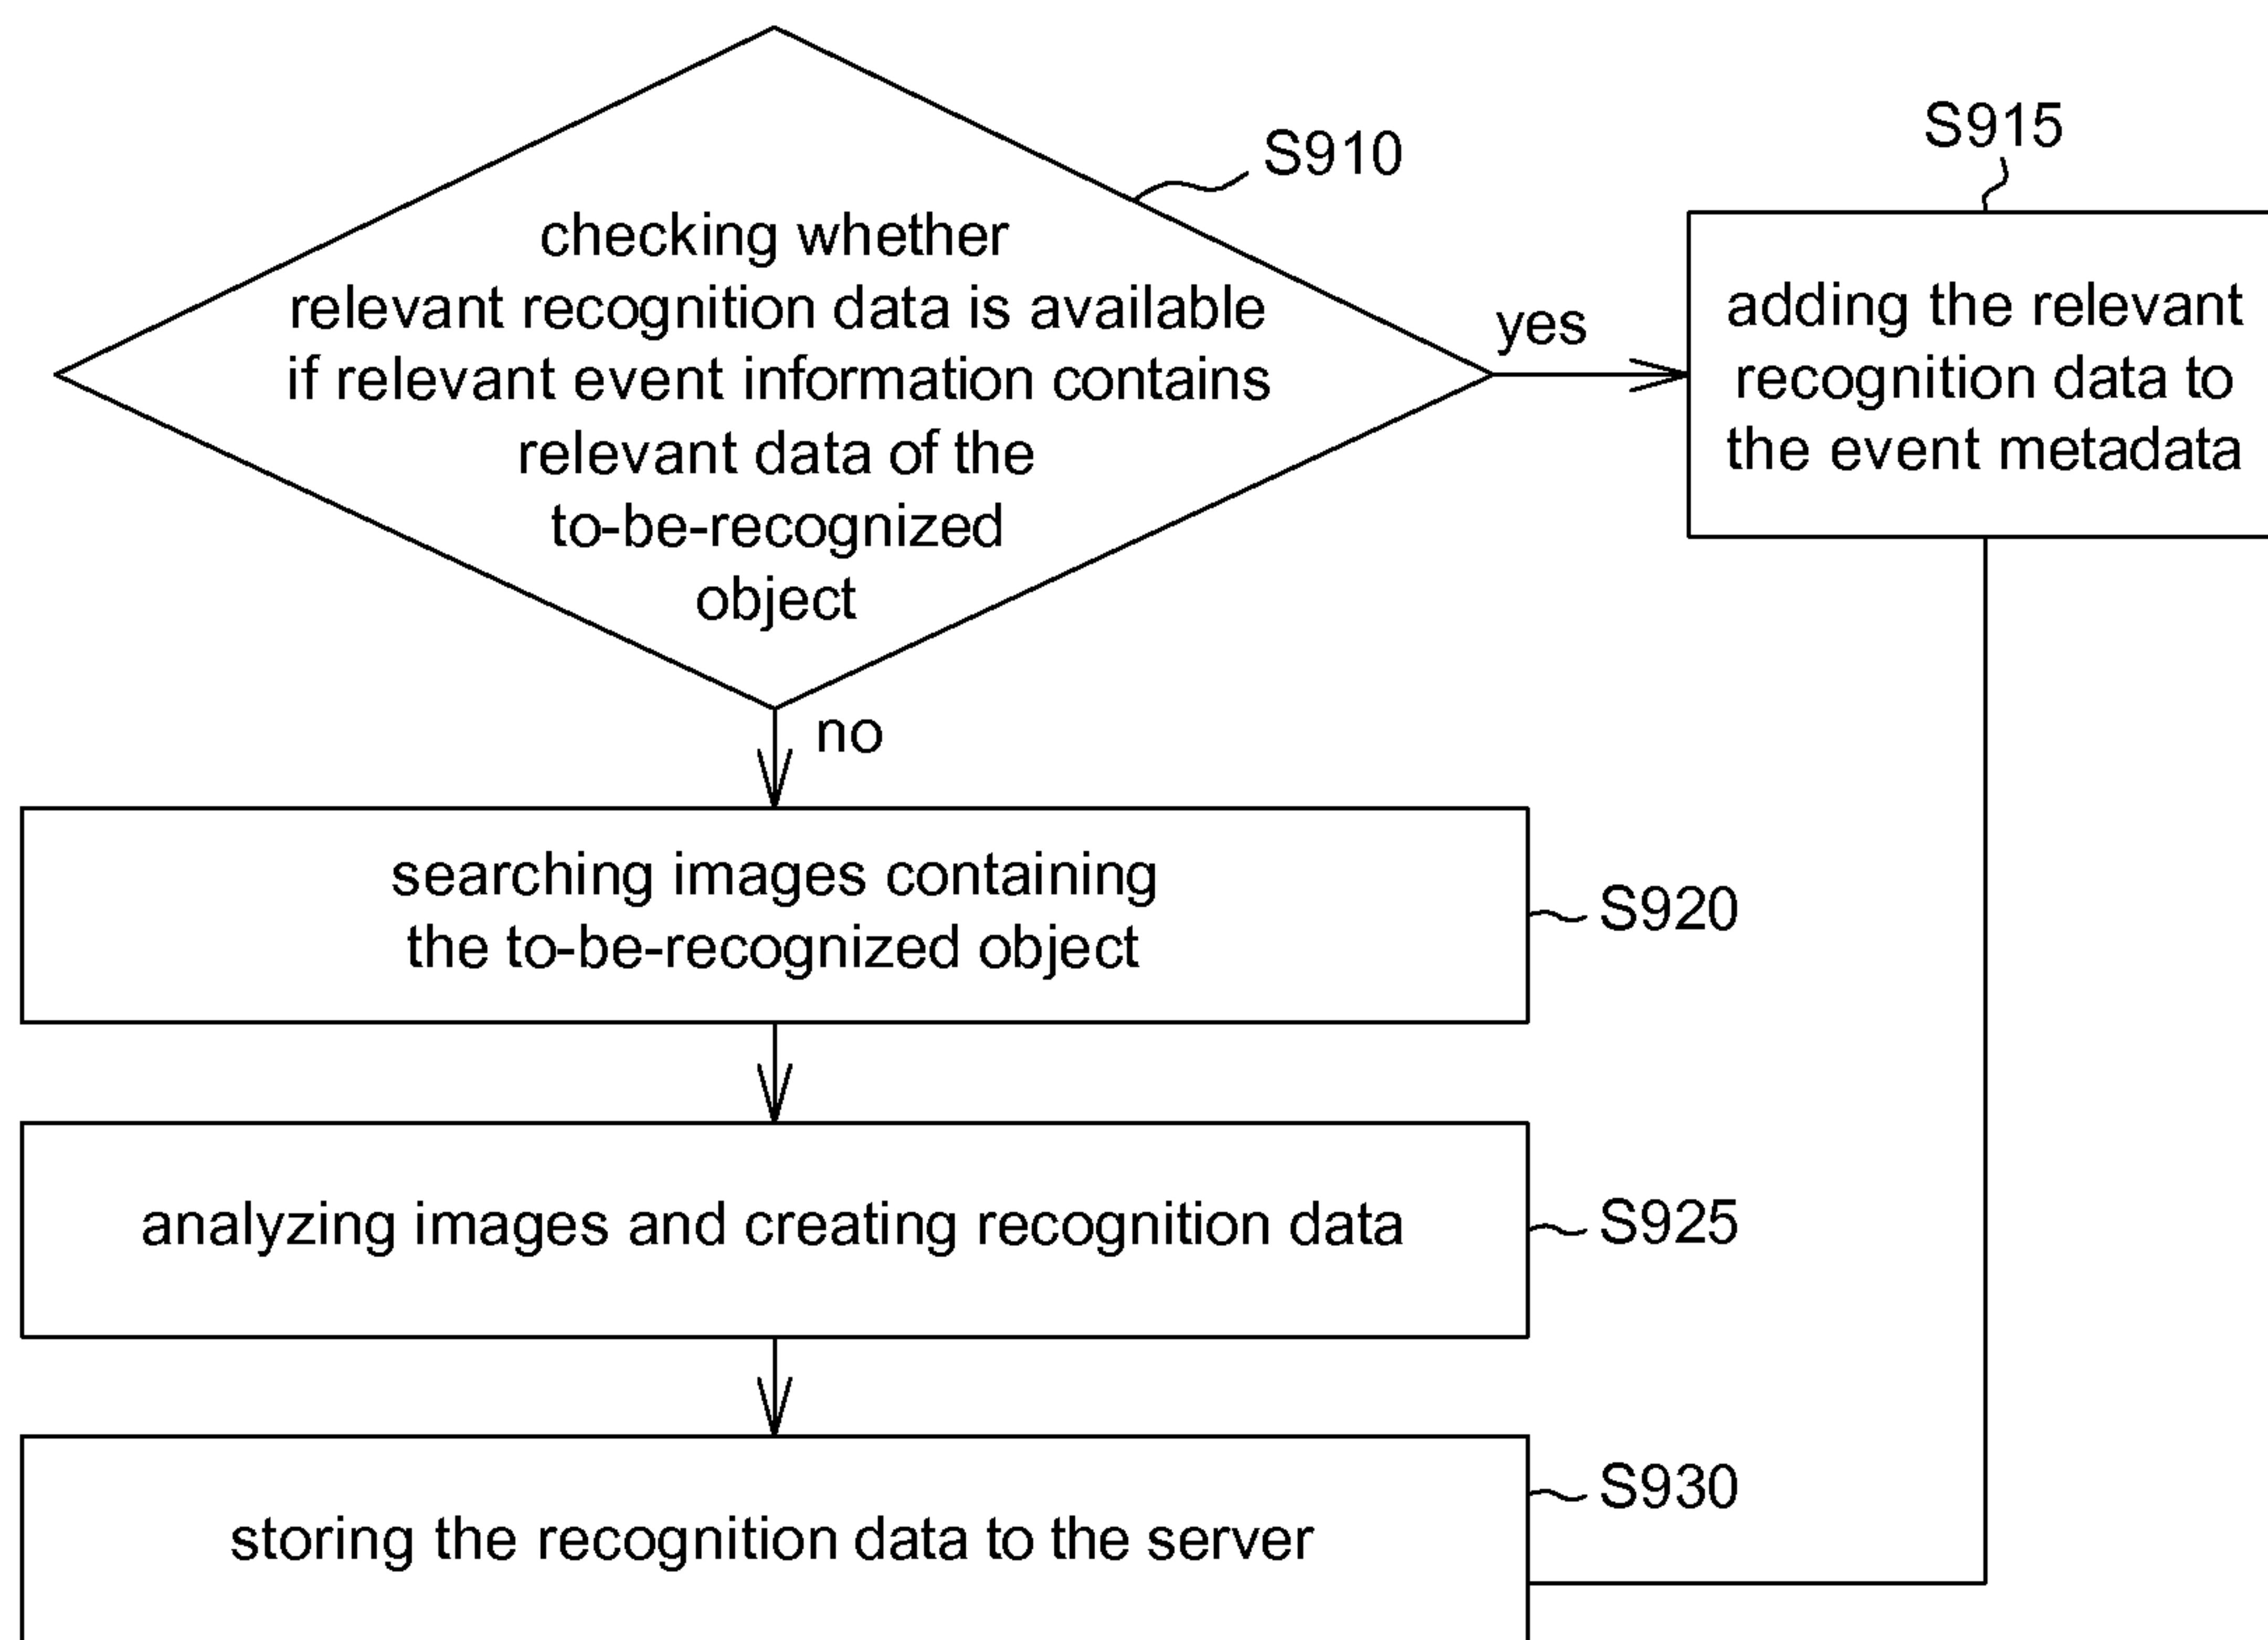 S910
checking whether
relevant recognition data is available
if relevant event information contains
relevant data of the
to-be-recognized
object
yes
S915
adding the relevant
recognition data to
the event metadata
no
searching images containing
the to-be-recognized object
S920
analyzing images and creating recognition data
S925
storing the recognition data to the server
S930